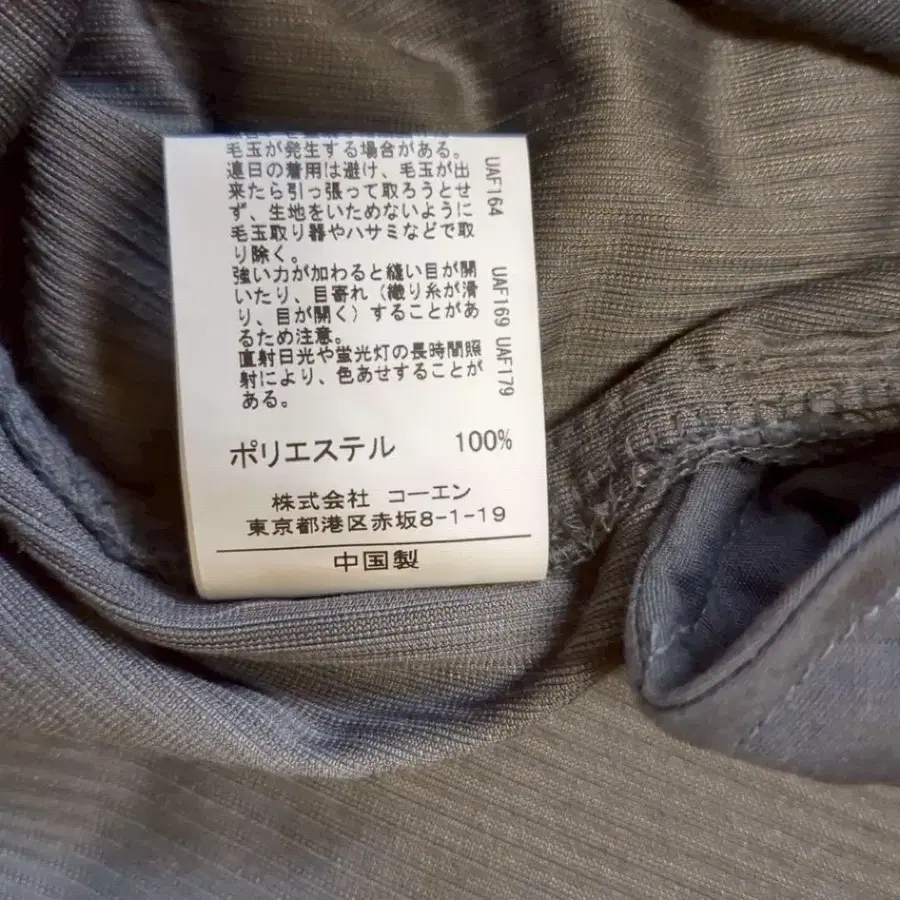 毛玉が発生する場合がある。
連日の着用は避け、毛玉が出
来たら引っ張って取ろうとせ
ず、生地をいためないように
毛玉取り器やハサミなどで取
り除く。
強い力が加わると縫い目が開
いたり、目寄れ（織り糸が滑
り、目が開く）することがあ
るため注意。
直射日光や蛍光灯の長時間照
射により、色あせすることが
ある。
ポリエステル 100%
株式会社 コーエン
東京都港区赤坂8-1-19
中国製
UAF164 UAF169 UAF179